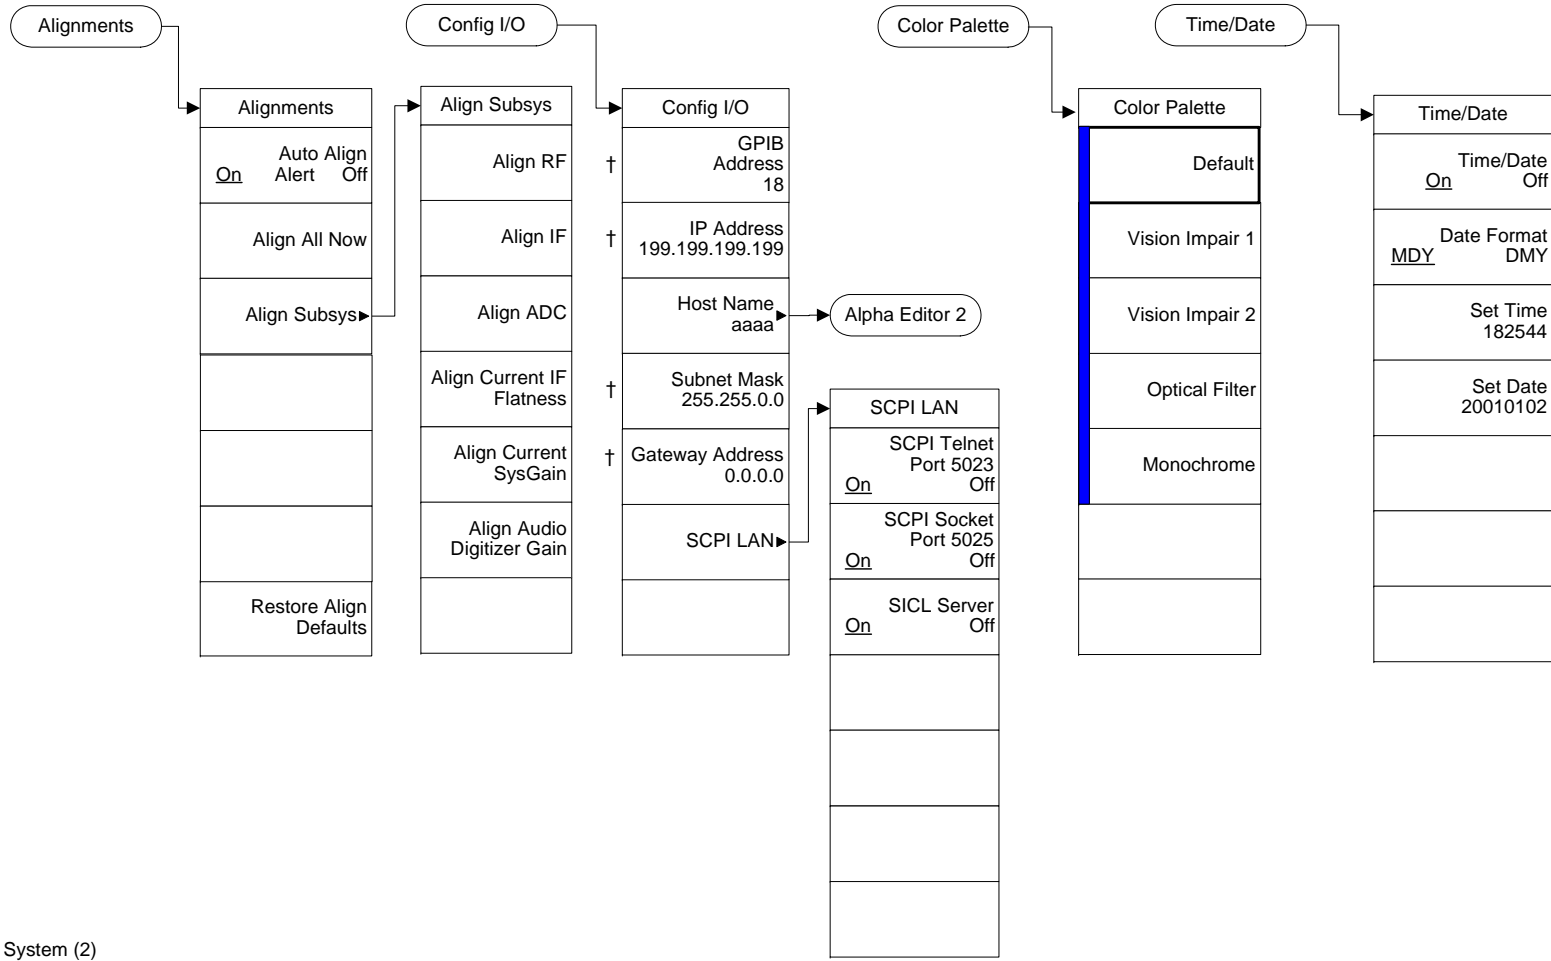 Alignments
Config I/O
Color Palette
Time/Date
Alignments
Auto Align
On Alert Off
Align All Now
Align Subsys
Restore Align
Defaults
Align Subsys
Align RF
Align IF
Align ADC
Align Current IF
Flatness
Align Current
SysGain
Align Audio
Digitizer Gain
Config I/O
† GPIB
Address
18
† IP Address
199.199.199.199
Host Name
aaaa
† Subnet Mask
255.255.0.0
† Gateway Address
0.0.0.0
SCPI LAN
Alpha Editor 2
SCPI LAN
SCPI Telnet
Port 5023
On Off
SCPI Socket
Port 5025
On Off
SICL Server
On Off
Color Palette
Default
Vision Impair 1
Vision Impair 2
Optical Filter
Monochrome
Time/Date
Time/Date
On Off
Date Format
MDY DMY
Set Time
182544
Set Date
20010102
System (2)